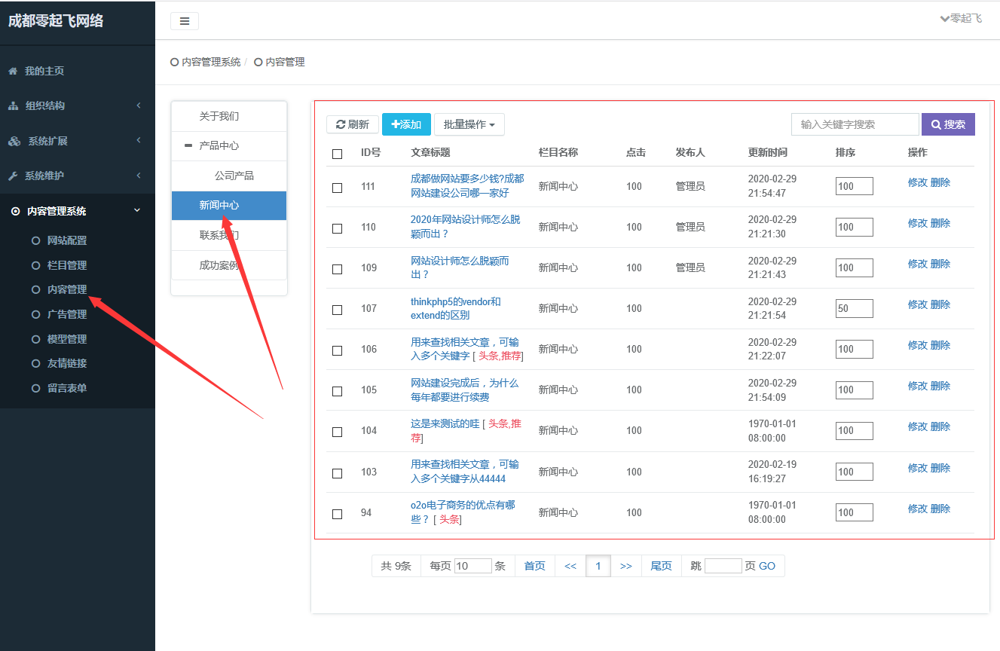 成都零起飞网络
零起飞
我的主页
组织结构
系统扩展
系统维护
内容管理系统
网站配置
栏目管理
内容管理
广告管理
模型管理
友情链接
留言表单
内容管理系统 / 内容管理
关于我们
产品中心
公司产品
新闻中心
联系我们
成功案例
刷新 添加 批量操作 输入关键字搜索 搜索
ID号 文章标题 栏目名称 点击 发布人 更新时间 排序 操作
111 成都做网站要多少钱?成都 新闻中心 100 管理员 2020-02-29 100 修改 删除
网站建设公司哪一家好 21:54:47
110 2020年网站设计师怎么脱 新闻中心 100 管理员 2020-02-29 100 修改 删除
颖而出？ 21:21:30
109 网站设计师怎么脱颖而 新闻中心 100 管理员 2020-02-29 100 修改 删除
出？ 21:21:43
107 thinkphp5的vendor和 新闻中心 100 2020-02-29 50 修改 删除
extend的区别 21:21:54
106 用来查找相关文章，可输 新闻中心 100 2020-02-29 100 修改 删除
入多个关键字 [ 头条,推荐] 21:22:07
105 网站建设完成后，为什么 新闻中心 100 2020-02-29 100 修改 删除
每年都要进行续费 21:54:09
104 这是来测试的哇 [ 头条,推 新闻中心 100 1970-01-01 100 修改 删除
荐] 08:00:00
103 用来查找相关文章，可输 新闻中心 100 2020-02-19 100 修改 删除
入多个关键字从44444 16:19:27
94 o2o电子商务的优点有哪 新闻中心 100 1970-01-01 100 修改 删除
些？ [ 头条] 08:00:00
共 9条 每页 10 条 首页 << 1 >> 尾页 跳 页 GO